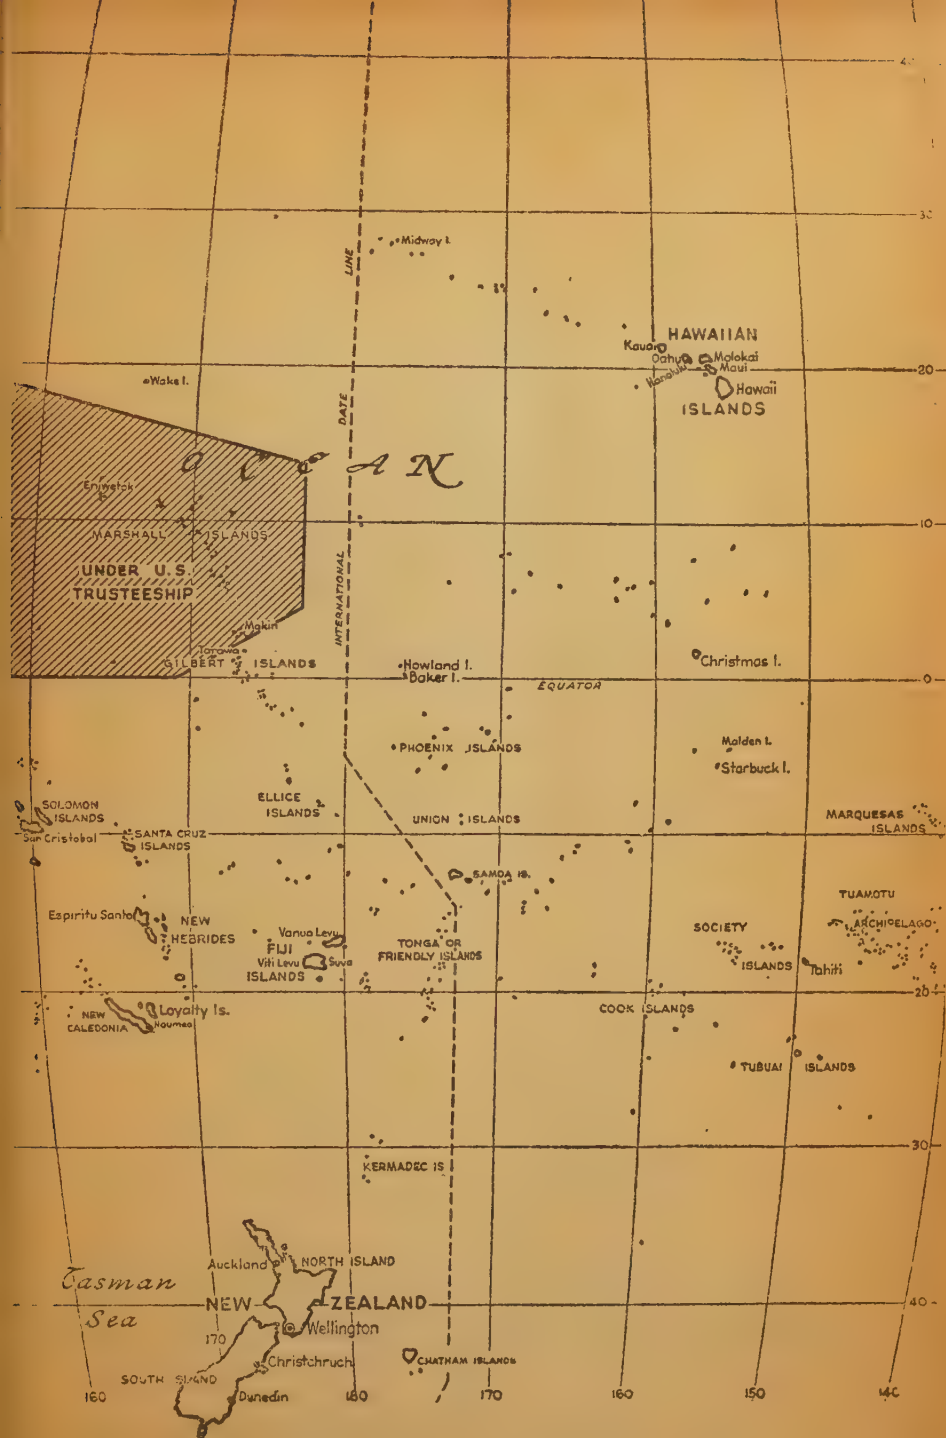 30
Midway I.
LINE
HAWAIIAN
Kauai
Oahu
Molokai
Honolulu
Maui
Hawaii
ISLANDS
20
Wake I.
DATE
O C E A N
Eniwetok
10
MARSHALL ISLANDS
UNDER U.S.
TRUSTEESHIP
INTERNATIONAL
Makin
Tarawa
GILBERT ISLANDS
Howland I.
Baker I.
Christmas I.
0
EQUATOR
PHOENIX ISLANDS
Malden I.
Starbuck I.
ELLICE
ISLANDS
SOLOMON
ISLANDS
San Cristobal
SANTA CRUZ
ISLANDS
UNION ISLANDS
MARQUESAS
ISLANDS
SAMOA IS.
Espiritu Santo
NEW
HEBRIDES
Vanua Levu
FIJI
Viti Levu
Suva
ISLANDS
TONGA OR
FRIENDLY ISLANDS
SOCIETY
ISLANDS
Tahiti
TUAMOTU
ARCHIPELAGO
20
NEW
CALEDONIA
Loyalty Is.
Noumea
COOK ISLANDS
TUBUAI ISLANDS
30
KERMADEC IS
Auckland
NORTH ISLAND
Tasman
Sea
NEW ZEALAND
40
170
Wellington
Christchruch
CHATHAM ISLANDS
SOUTH ISLAND
Dunedin
160
180
170
160
150
140